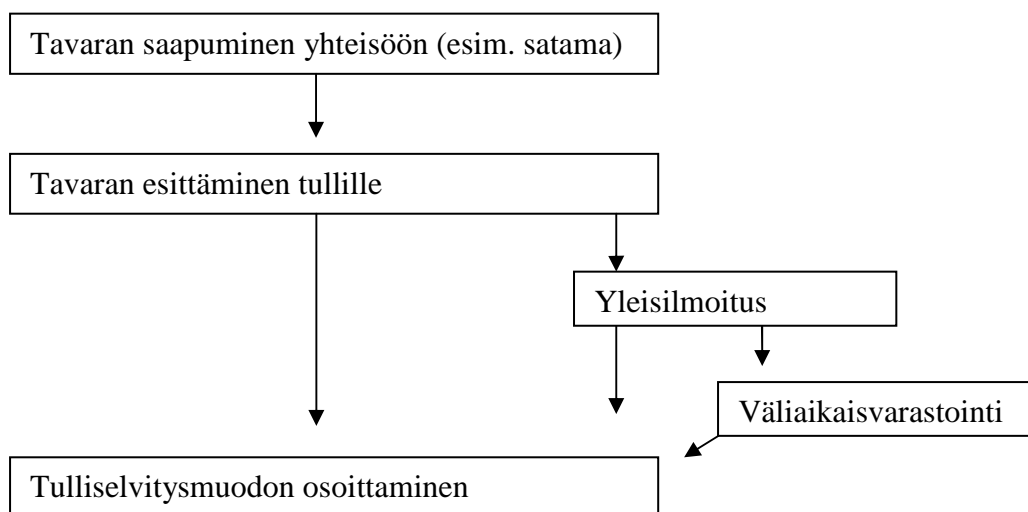 Tavaran saapuminen yhteisöön (esim. satama)
Tavaran esittäminen tullille
Yleisilmoitus
Väliaikaisvarastointi
Tulliselvitysmuodon osoittaminen